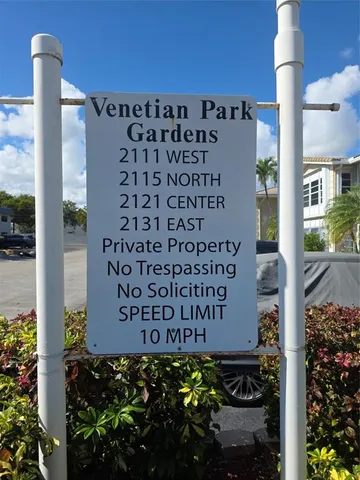 Venetian Park
Gardens
2111 WEST
2115 NORTH
2121 CENTER
2131 EAST
Private Property
No Trespassing
No Soliciting
SPEED LIMIT
10 MPH